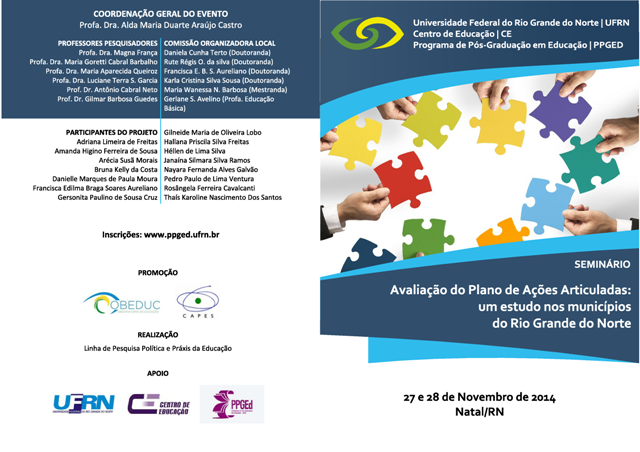 COORDENAÇÃO GERAL DO EVENTO
Profa. Dra. Alda Maria Duarte Araújo Castro
PROFESSORES PESQUISADORES
Profa. Dra. Magna França
Profa. Dra. Maria Goretti Cabral Barbalho
Profa. Dra. Maria Aparecida Queiroz
Profa. Dra. Luciane Terra S. Garcia
Prof. Dr. Antônio Cabral Neto
Prof. Dr. Gilmar Barbosa Guedes
COMISSÃO ORGANIZADORA LOCAL
Daniela Cunha Terto (Doutoranda)
Rute Régis O. da silva (Doutoranda)
Francisca E. B. S. Aureliano (Doutoranda)
Karla Cristina Silva Sousa (Doutoranda)
Maria Wanessa N. Barbosa (Mestranda)
Gerlane S. Avelino (Profa. Educação
Básica)
PARTICIPANTES DO PROJETO
Adriana Limeira de Freitas
Amanda Higino Ferreira de Sousa
Arécia Susã Morais
Bruna Kelly da Costa
Danielle Marques de Paula Moura
Francisca Edilma Braga Soares Aureliano
Gersonita Paulino de Sousa Cruz
Gilneide Maria de Oliveira Lobo
Hallana Priscila Silva Freitas
Héllen de Lima Silva
Janaína Silmara Silva Ramos
Nayara Fernanda Alves Galvão
Pedro Paulo de Lima Ventura
Rosângela Ferreira Cavalcanti
Thaís Karoline Nascimento Dos Santos
Inscrições: www.ppged.ufrn.br
PROMOÇÃO
OBEDUC
CAPES
REALIZAÇÃO
Linha de Pesquisa Política e Práxis da Educação
APOIO
UFRN
CE CENTRO DE
EDUCAÇÃO
PPGEd
Universidade Federal do Rio Grande do Norte | UFRN
Centro de Educação | CE
Programa de Pós-Graduação em Educação | PPGED
SEMINÁRIO
Avaliação do Plano de Ações Articuladas:
um estudo nos municípios
do Rio Grande do Norte
27 e 28 de Novembro de 2014
Natal/RN